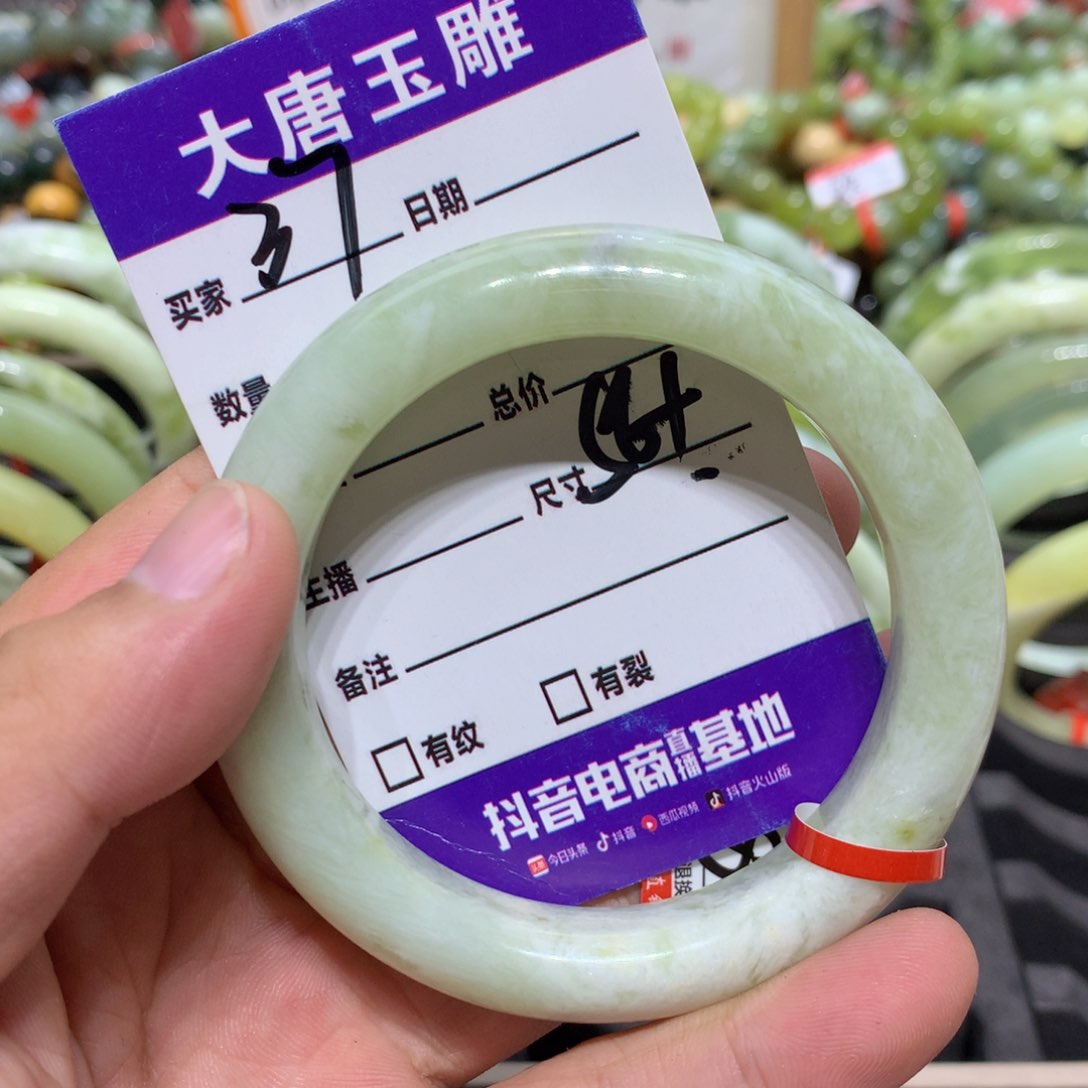 大唐玉雕
买家 37 日期
数量 总价
尺寸
主播
备注
有纹 有裂
抖音电商直播基地
今日头条 抖音 西瓜视频 抖音火山版